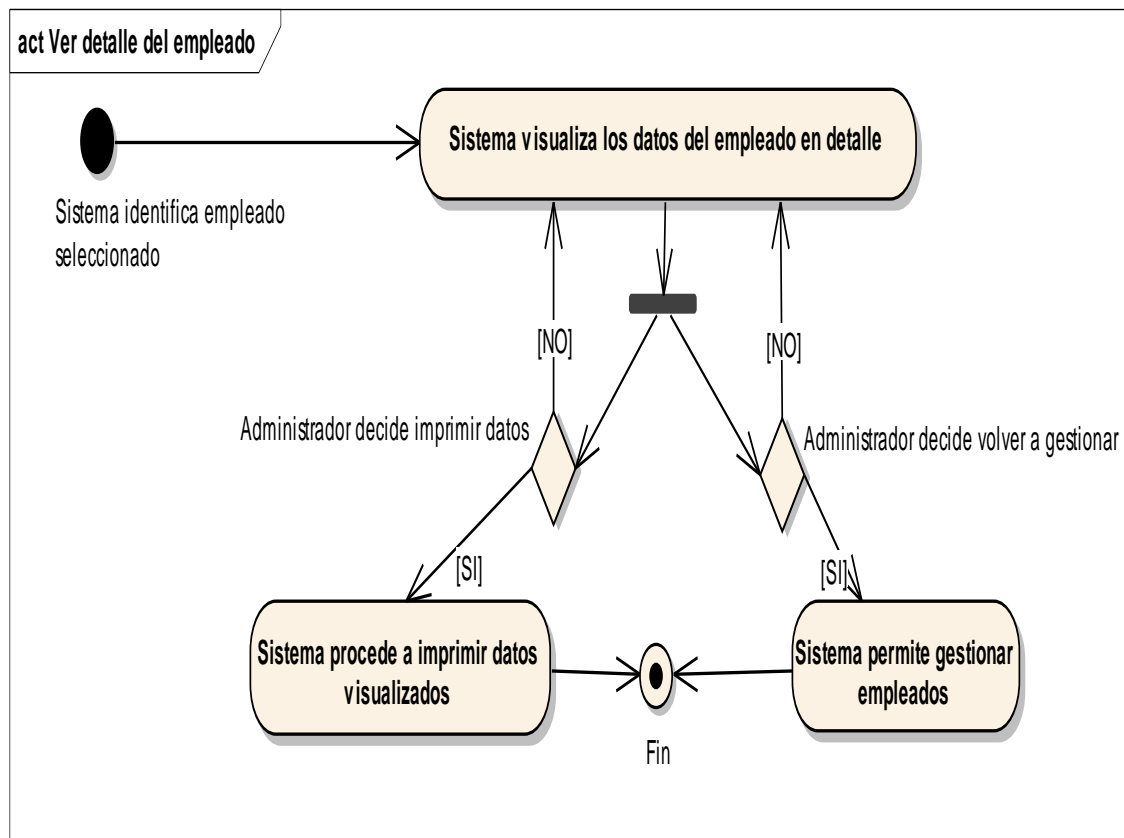 act Ver detalle del empleado
Sistema visualiza los datos del empleado en detalle
Sistema identifica empleado
seleccionado
[NO]
[NO]
Administrador decide imprimir datos
Administrador decide volver a gestionar
[SI]
[SI]
Sistema procede a imprimir datos
visualizados
Sistema permite gestionar
empleados
Fin